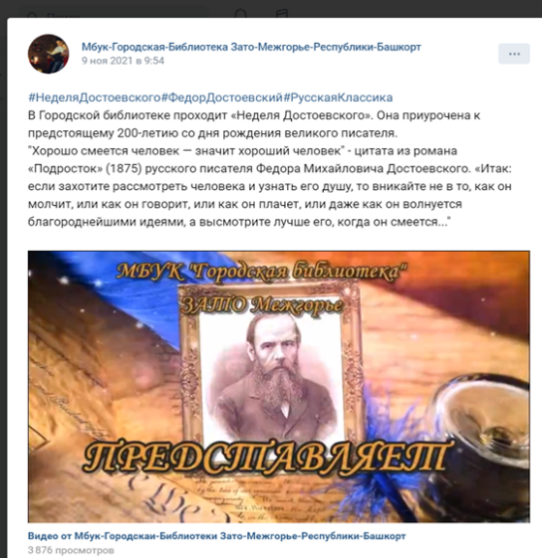 Мбук-Городская-Библиотека Зато-Межгорье-Республики-Башкорт
9 ноя 2021 в 9:54
#НеделяДостоевского#ФедорДостоевский#РусскаяКлассика
В Городской библиотеке проходит «Неделя Достоевского». Она приурочена к
предстоящему 200-летию со дня рождения великого писателя.
"Хорошо смеется человек — значит хороший человек" - цитата из романа
«Подросток» (1875) русского писателя Федора Михайловича Достоевского. «Итак:
если захотите рассмотреть человека и узнать его душу, то вникайте не в то, как он
молчит, или как он говорит, или как он плачет, или даже как он волнуется
благороднейшими идеями, а высмотрите лучше его, когда он смеется..."
МБУК "Городская библиотека"
ЗАТО Межгорье
ПРЕДСТАВЛЯЕТ
We
Видео от Мбук-Городскаи-Библиотеки Зато-Межгорье-Республики-Башкорт
3 876 просмотров